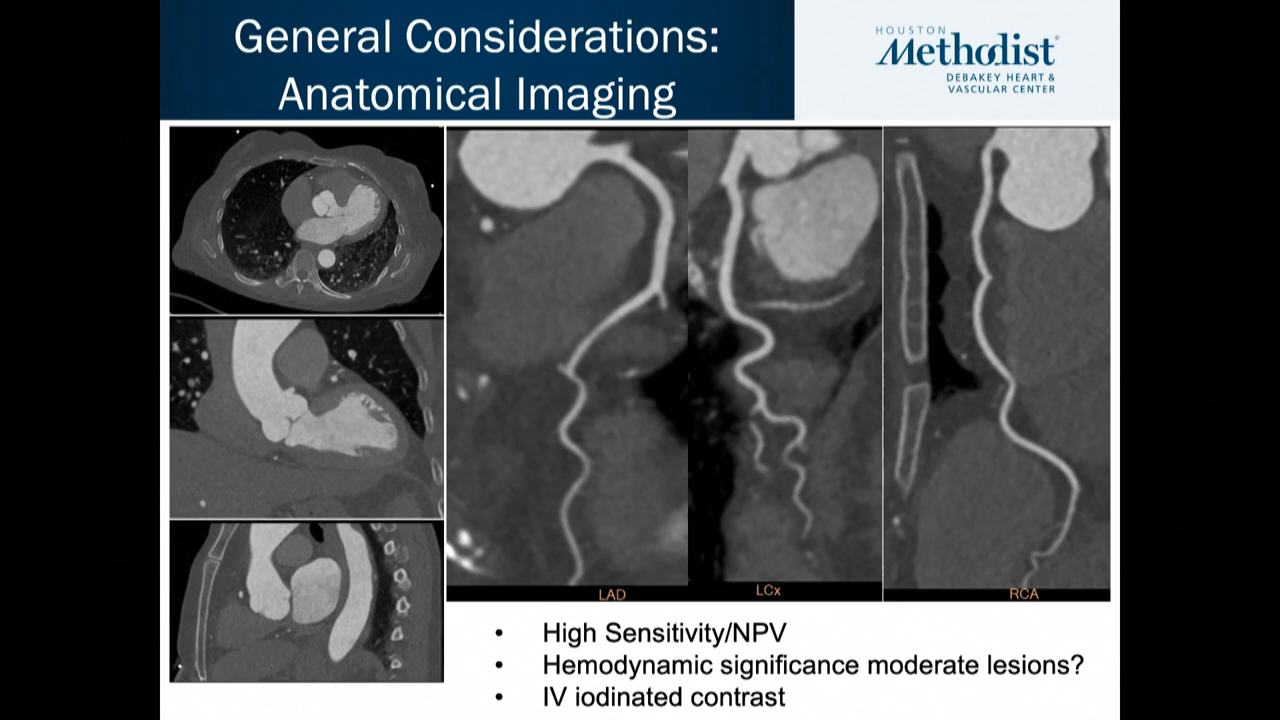 General Considerations:
Anatomical Imaging
HOUSTON
Methodist
DEBAKEY HEART &
VASCULAR CENTER
LAD
LCx
RCA
• High Sensitivity/NPV
• Hemodynamic significance moderate lesions?
• IV iodinated contrast